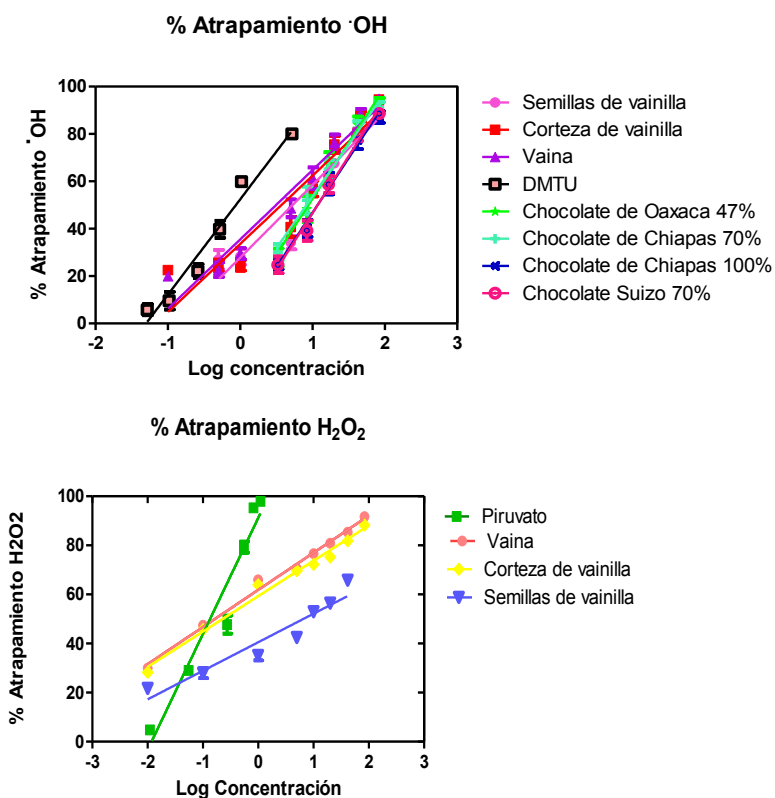 % Atrapamiento ˙OH
% Atrapamiento ˙OH
100
80
60
40
20
0
-2
-1
0
1
2
3
Log concentración
Semillas de vainilla
Corteza de vainilla
Vaina
DMTU
Chocolate de Oaxaca 47%
Chocolate de Chiapas 70%
Chocolate de Chiapas 100%
Chocolate Suizo 70%
% Atrapamiento H₂O₂
% Atrapamiento H2O2
100
80
60
40
20
0
-3
-2
-1
0
1
2
3
Log Concentración
Piruvato
Vaina
Corteza de vainilla
Semillas de vainilla